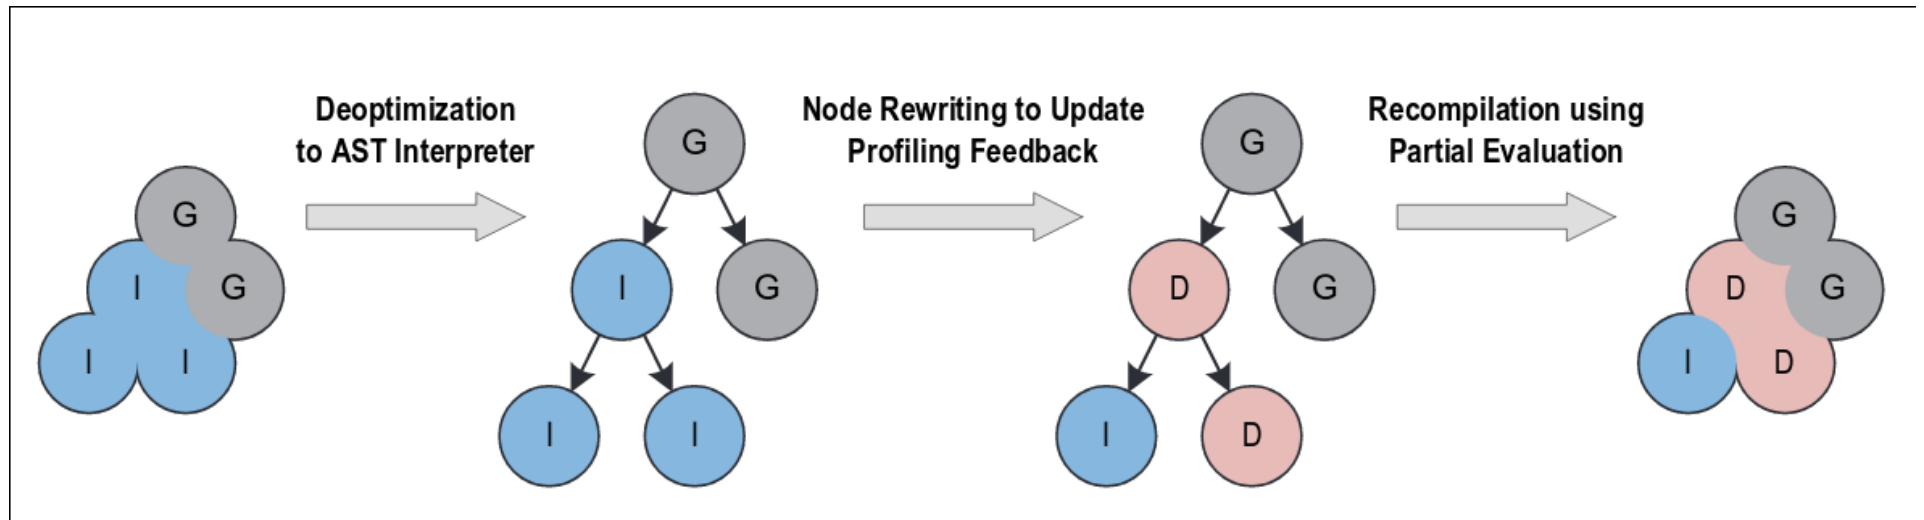 Deoptimization
to AST Interpreter
Node Rewriting to Update
Profiling Feedback
Recompilation using
Partial Evaluation
G
I
G
I
I
G
I
G
I
I
G
D
G
I
D
G
D
G
I
D